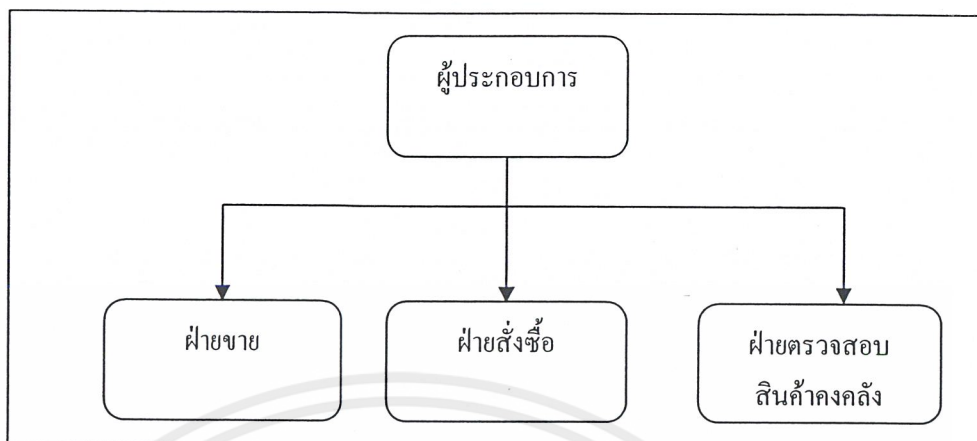 ผู้ประกอบการ
ฝ่ายขาย
ฝ่ายสั่งซื้อ
ฝ่ายตรวจสอบ
สินค้าคงคลัง